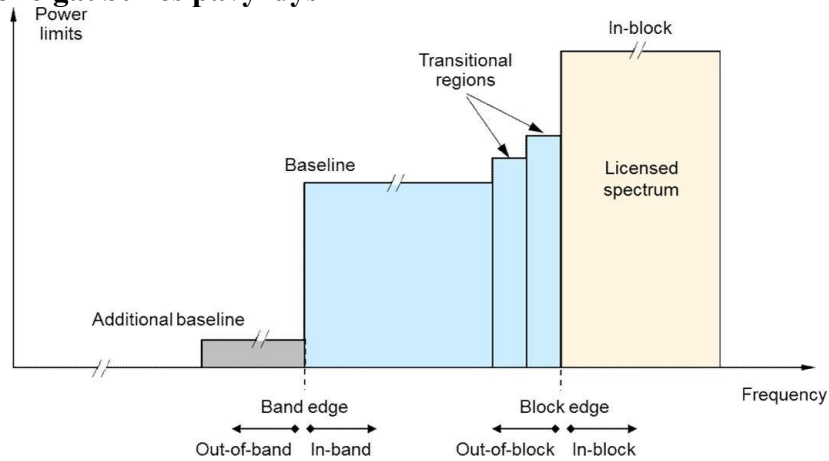 Power
limits
In-block
Transitional
regions
Baseline
Licensed
spectrum
Additional baseline
Frequency
Band edge
Block edge
Out-of-band
In-band
Out-of-block
In-block